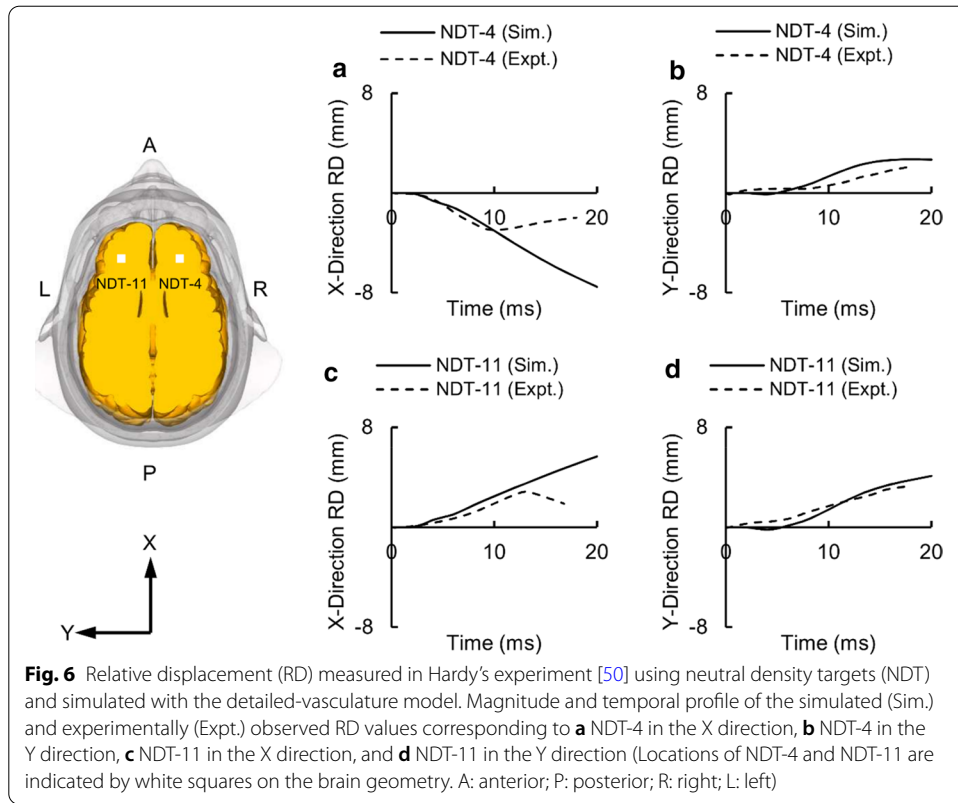 NDT-4 (Sim.)
NDT-4 (Expt.)
a
8
X-Direction RD (mm)
0
10
20
-8
Time (ms)
NDT-4 (Sim.)
NDT-4 (Expt.)
b
8
Y-Direction RD (mm)
0
10
20
-8
Time (ms)
A
NDT-11 NDT-4
L
R
P
X
Y
NDT-11 (Sim.)
NDT-11 (Expt.)
c
8
X-Direction RD (mm)
0
10
20
-8
Time (ms)
NDT-11 (Sim.)
NDT-11 (Expt.)
d
8
Y-Direction RD (mm)
0
10
20
-8
Time (ms)
Fig. 6 Relative displacement (RD) measured in Hardy's experiment [50] using neutral density targets (NDT)
and simulated with the detailed-vasculature model. Magnitude and temporal profile of the simulated (Sim.)
and experimentally (Expt.) observed RD values corresponding to a NDT-4 in the X direction, b NDT-4 in the
Y direction, c NDT-11 in the X direction, and d NDT-11 in the Y direction (Locations of NDT-4 and NDT-11 are
indicated by white squares on the brain geometry. A: anterior; P: posterior; R: right; L: left)